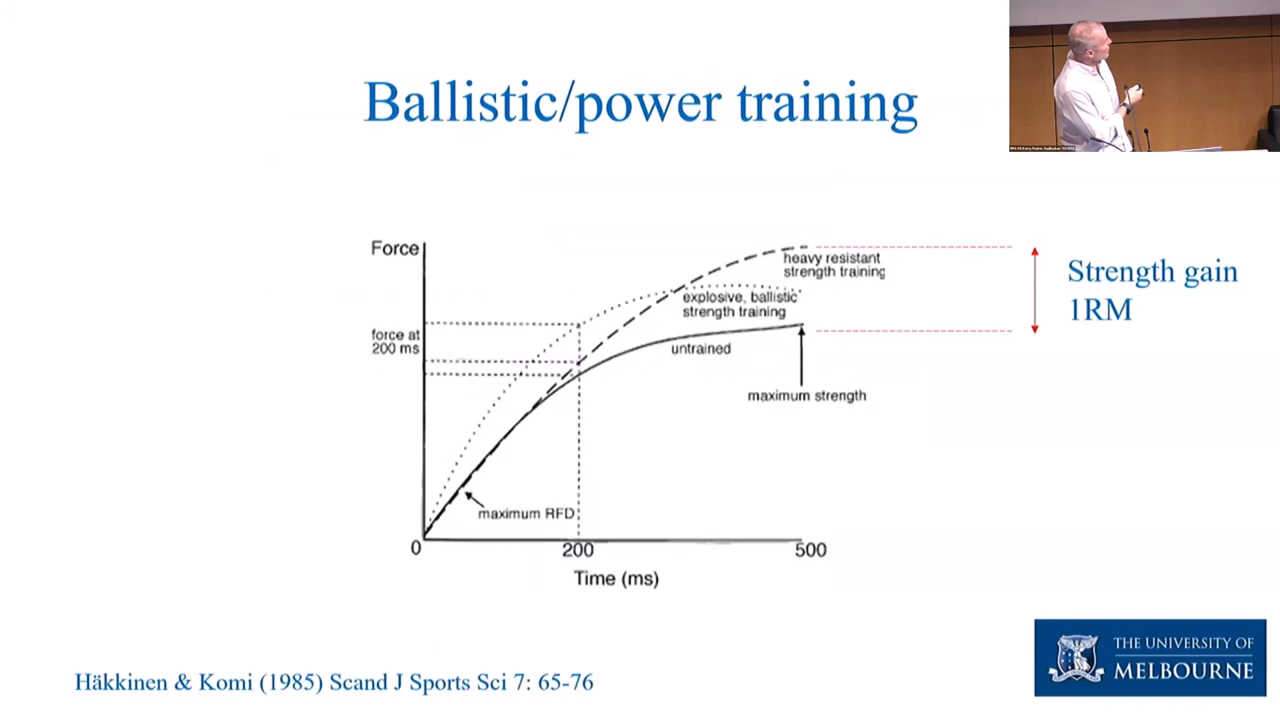 Ballistic/power training
Force
heavy resistant
strength training
explosive, ballistic
strength training
force at
200 ms
untrained
maximum strength
maximum RFD
0
200
500
Time (ms)
Strength gain
1RM
THE UNIVERSITY OF
MELBOURNE
Häkkinen & Komi (1985) Scand J Sports Sci 7: 65-76